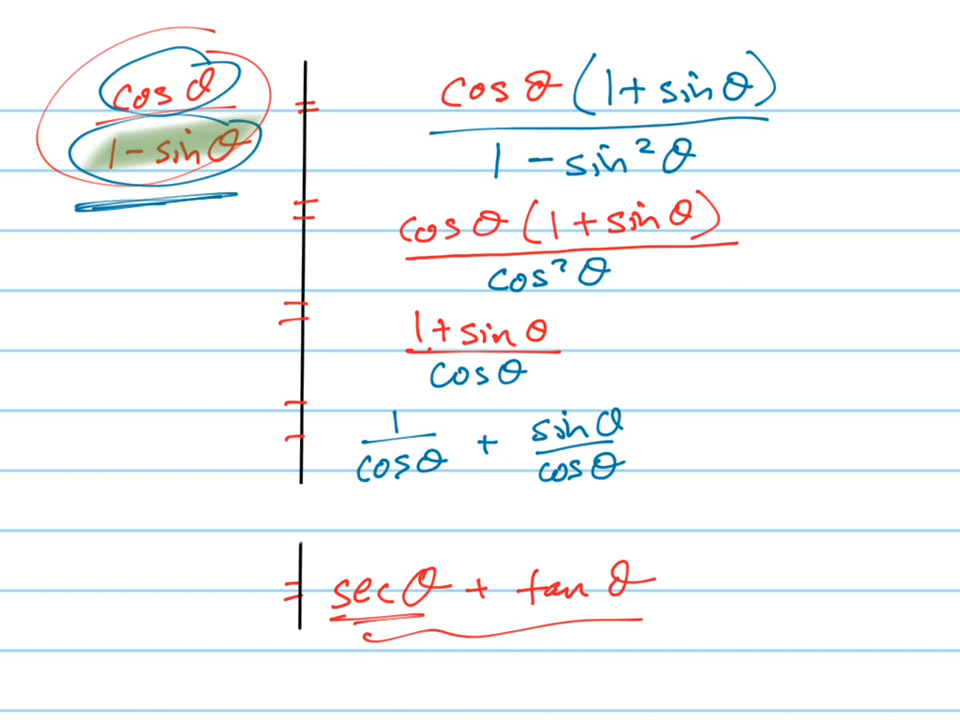 cos θ / 1 - sin θ = cos θ (1 + sin θ) / 1 - sin² θ
= cos θ (1 + sin θ) / cos² θ
= 1 + sin θ / cos θ
= 1 / cos θ + sin θ / cos θ
= sec θ + tan θ